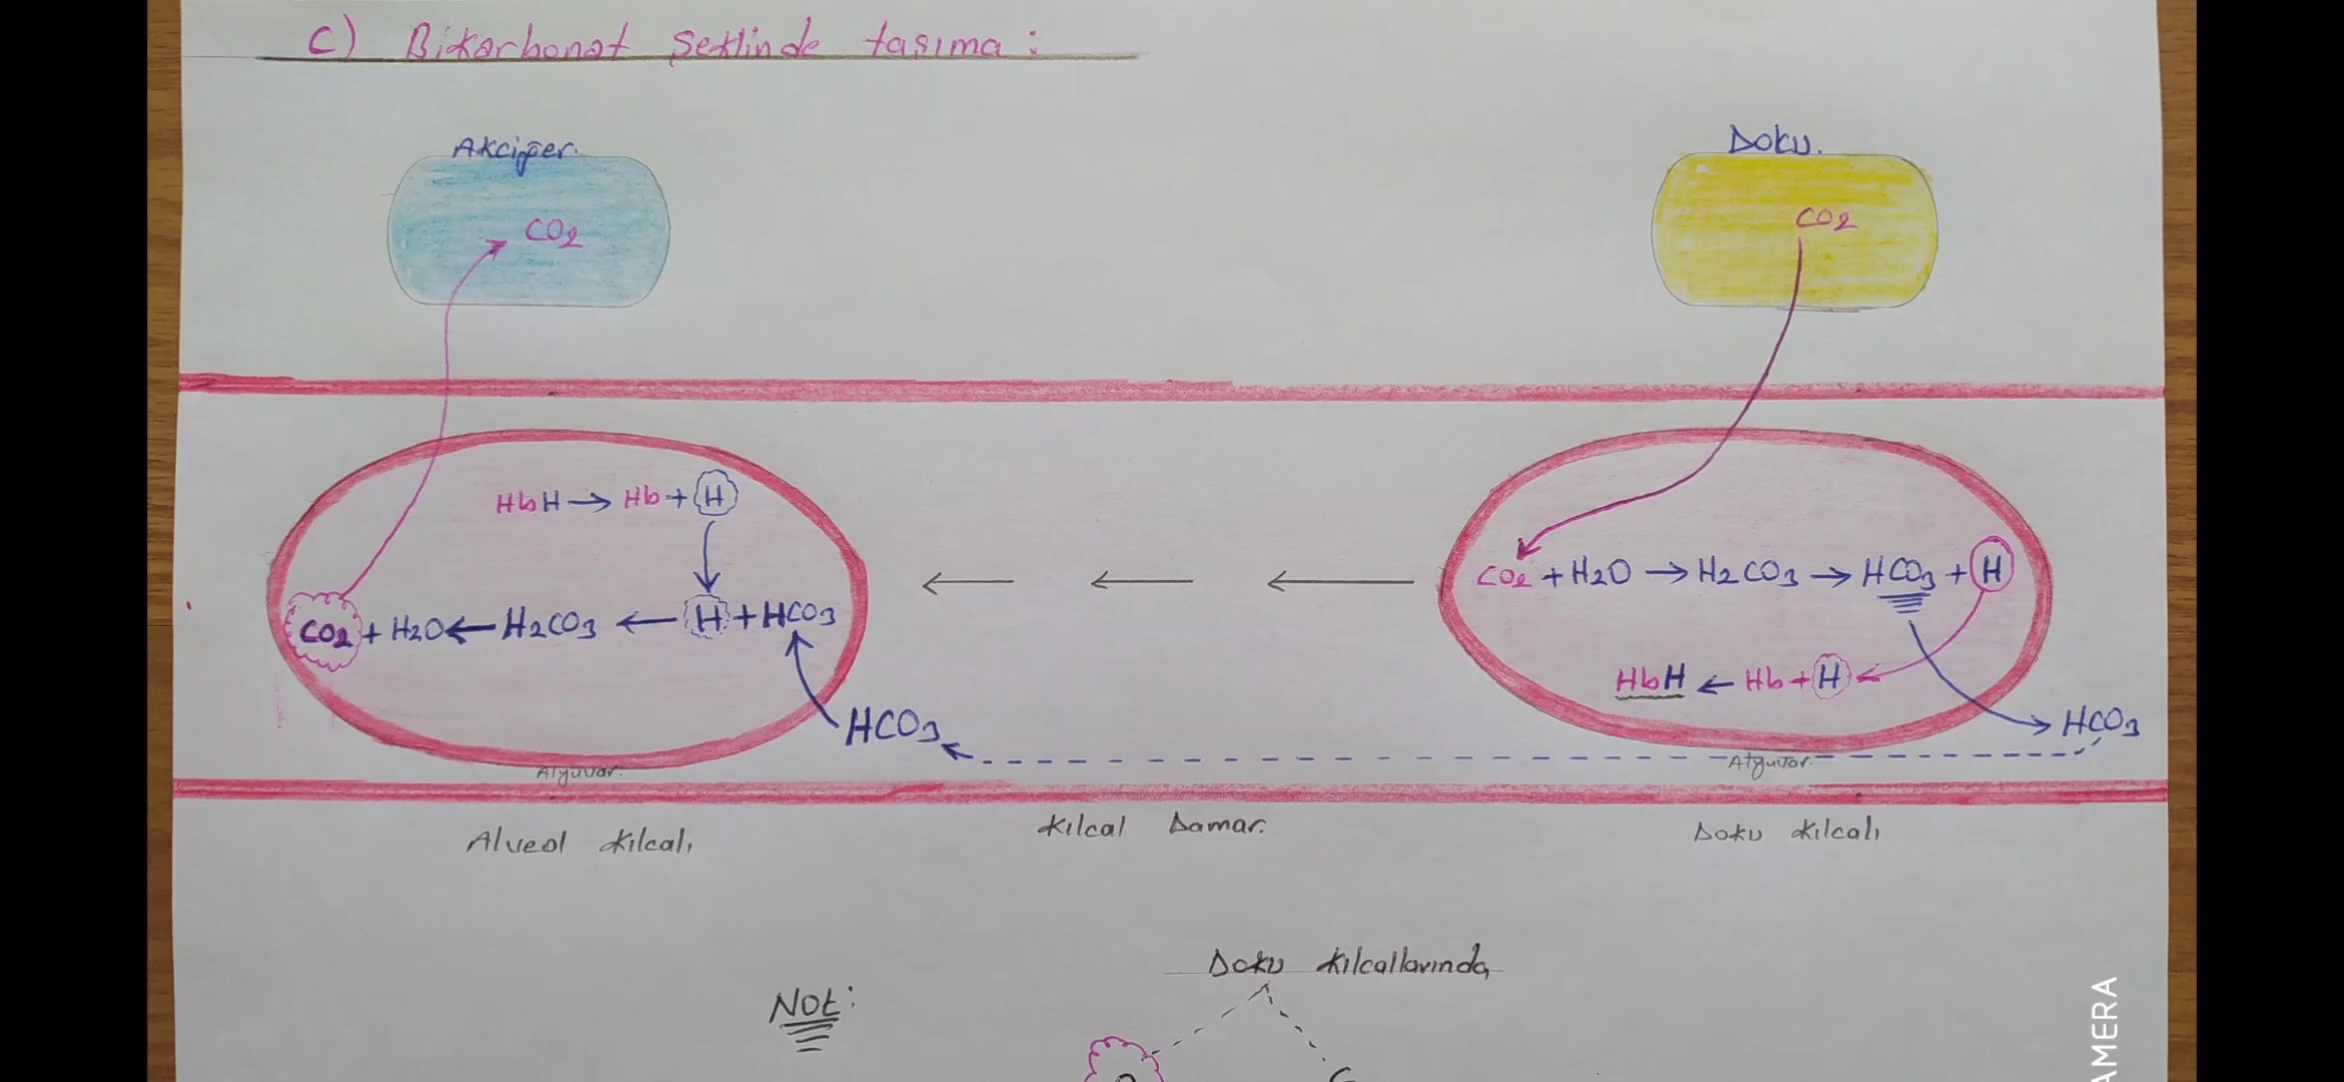 c) Bikarbonat şeklinde taşıma :
Akciğer.
Doku.
CO2
CO2
HbH → Hb + H
CO2 + H2O ← H2CO3 ← H + HCO3
CO2 + H2O → H2CO3 → HCO3 + H
HbH ← Hb + H
HCO3
HCO3
Alyuvar.
Alyuvar.
Alveol Kılcalı
Kılcal Damar.
Doku Kılcalı
Doku Kılcallarında
NOt :
AMERA